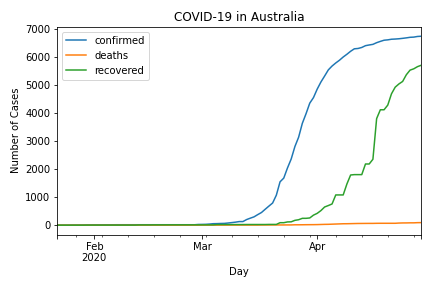 COVID-19 in Australia
7000
6000
5000
4000
3000
2000
1000
0
Number of Cases
confirmed
deaths
recovered
Feb
2020
Mar
Apr
Day